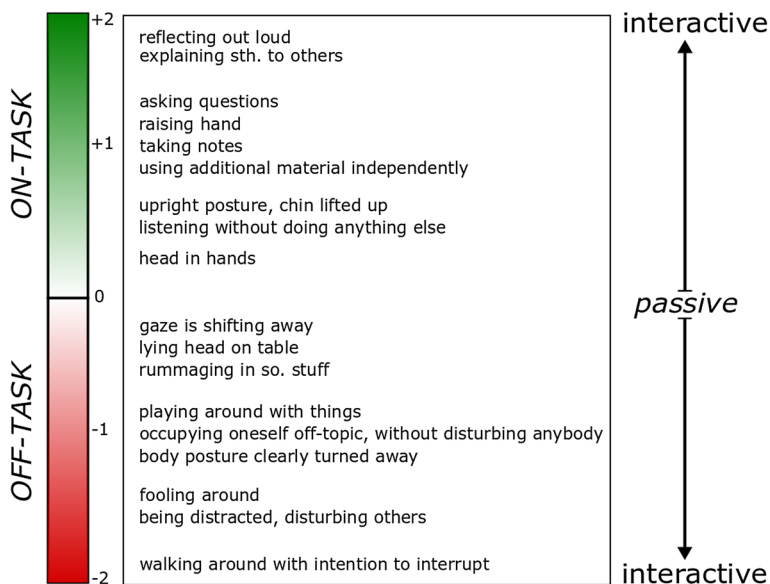 +2
interactive
reflecting out loud
explaining sth. to others
asking questions
raising hand
ON-TASK
+1
taking notes
using additional material independently
upright posture, chin lifted up
listening without doing anything else
head in hands
0
passive
gaze is shifting away
lying head on table
rummaging in so. stuff
OFF-TASK
playing around with things
-1
occupying oneself off-topic, without disturbing anybody
body posture clearly turned away
fooling around
being distracted, disturbing others
walking around with intention to interrupt
-2
interactive